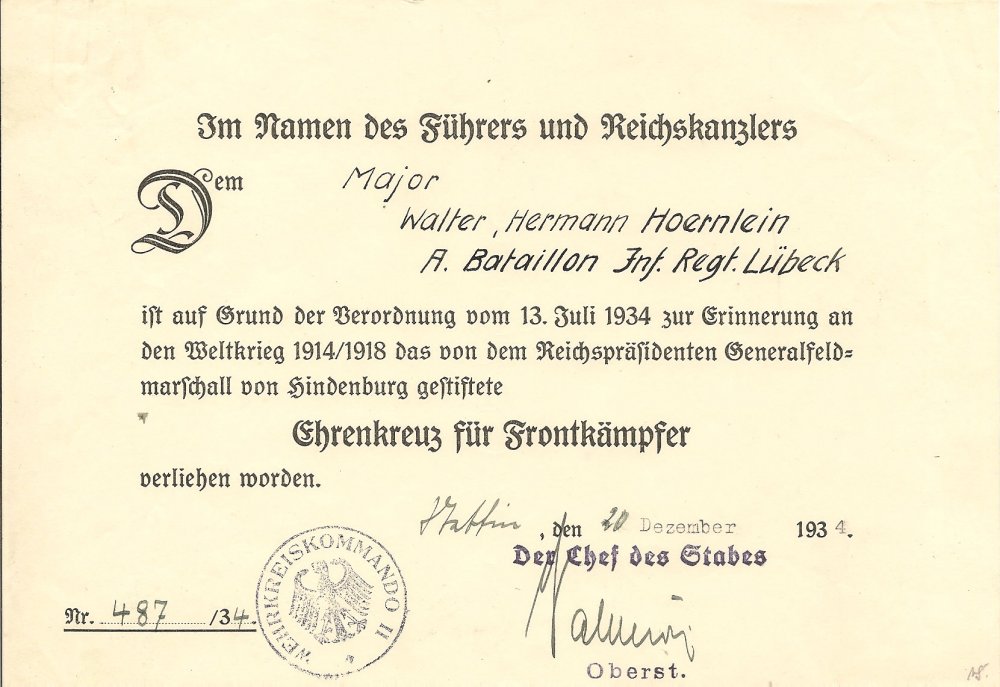 Im Namen des Führers und Reichskanzlers
Dem Major
Walter, Hermann Hoernlein
A. Bataillon Inf. Regt. Lübeck
ist auf Grund der Verordnung vom 13. Juli 1934 zur Erinnerung an
den Weltkrieg 1914/1918 das von dem Reichspräsidenten Generalfeld=
marschall von Hindenburg gestiftete
Ehrenkreuz für Frontkämpfer
verliehen worden.
Stettin, den 20 Dezember 1934.
Der Chef des Stabes
WEHRKREISKOMMANDO II
Nr. 487/34.
Oberst.